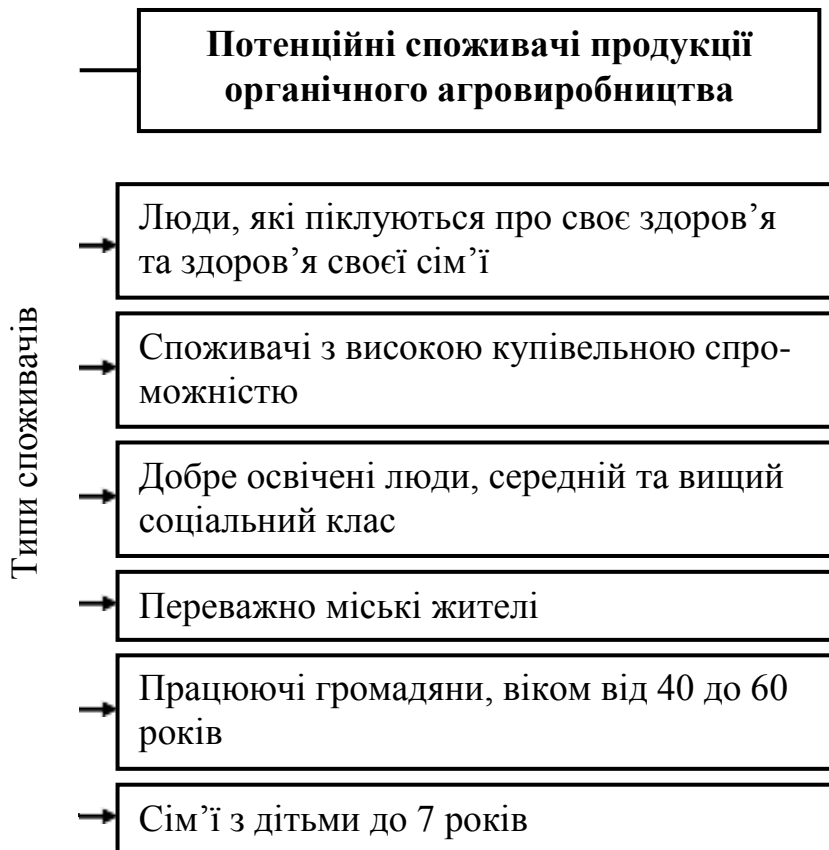 Потенційні споживачі продукції
органічного агровиробництва
Типи споживачів
Люди, які піклуються про своє здоров’я
та здоров’я своєї сім’ї
Споживачі з високою купівельною спро-
можністю
Добре освічені люди, середній та вищий
соціальний клас
Переважно міські жителі
Працюючі громадяни, віком від 40 до 60
років
Сім’ї з дітьми до 7 років